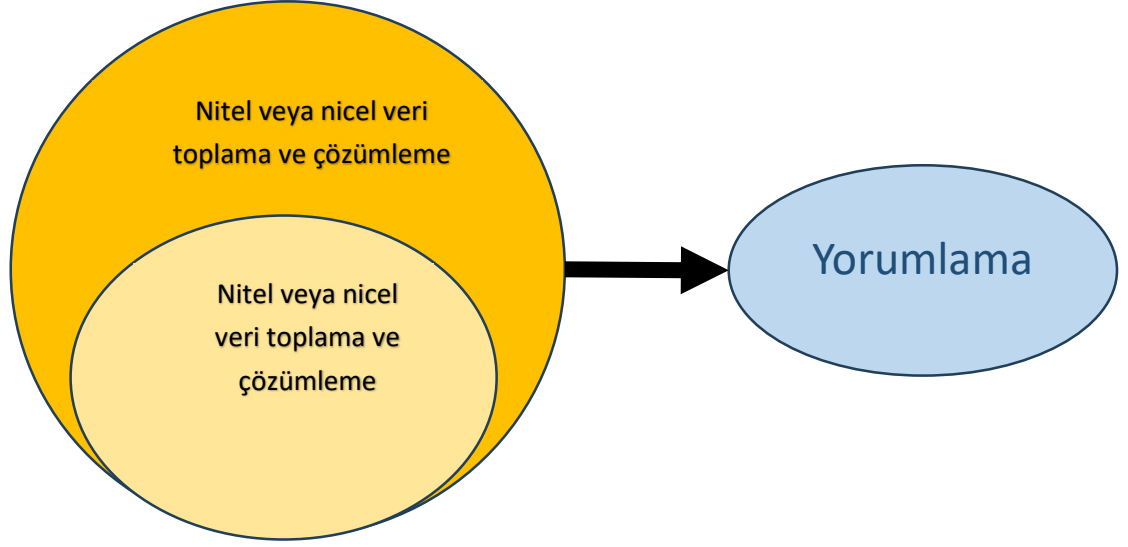 Nitel veya nicel veri
toplama ve çözümleme
Nitel veya nicel
veri toplama ve
çözümleme
Yorumlama